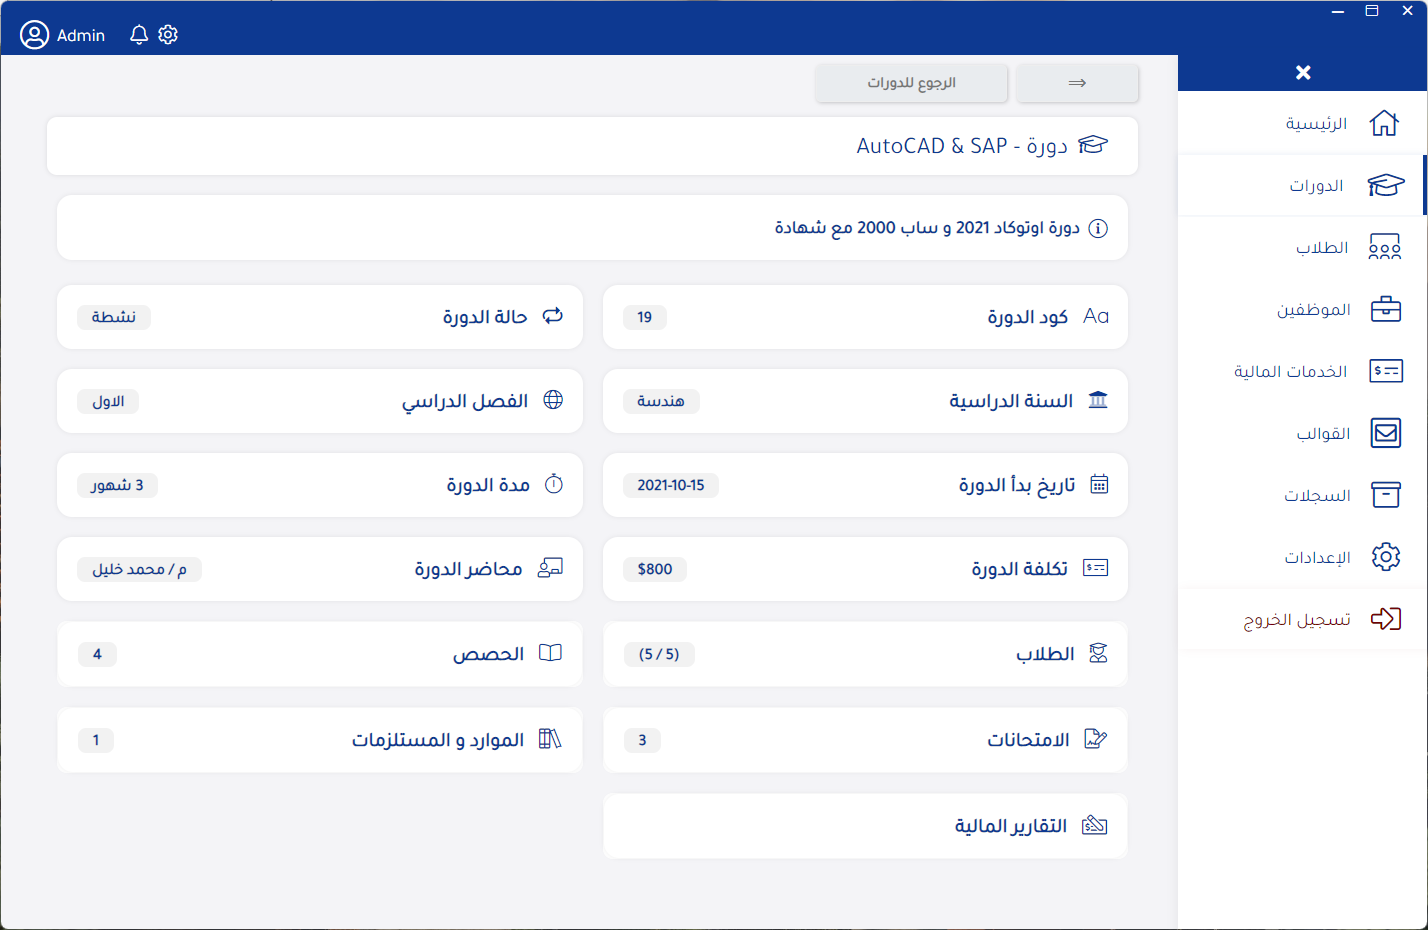 Admin
الرئيسية
الدورات
الطلاب
الموظفين
الخدمات المالية
القوالب
السجلات
الإعدادات
تسجيل الخروج
الرجوع للدورات
دورة - AutoCAD & SAP
دورة اوتوكاد 2021 و ساب 2000 مع شهادة
كود الدورة 19
حالة الدورة نشطة
السنة الدراسية هندسة
الفصل الدراسي الاول
تاريخ بدأ الدورة 2021-10-15
مدة الدورة 3 شهور
تكلفة الدورة $800
محاضر الدورة م / محمد خليل
الطلاب (5 / 5)
الحصص 4
الامتحانات 3
الموارد و المستلزمات 1
التقارير المالية